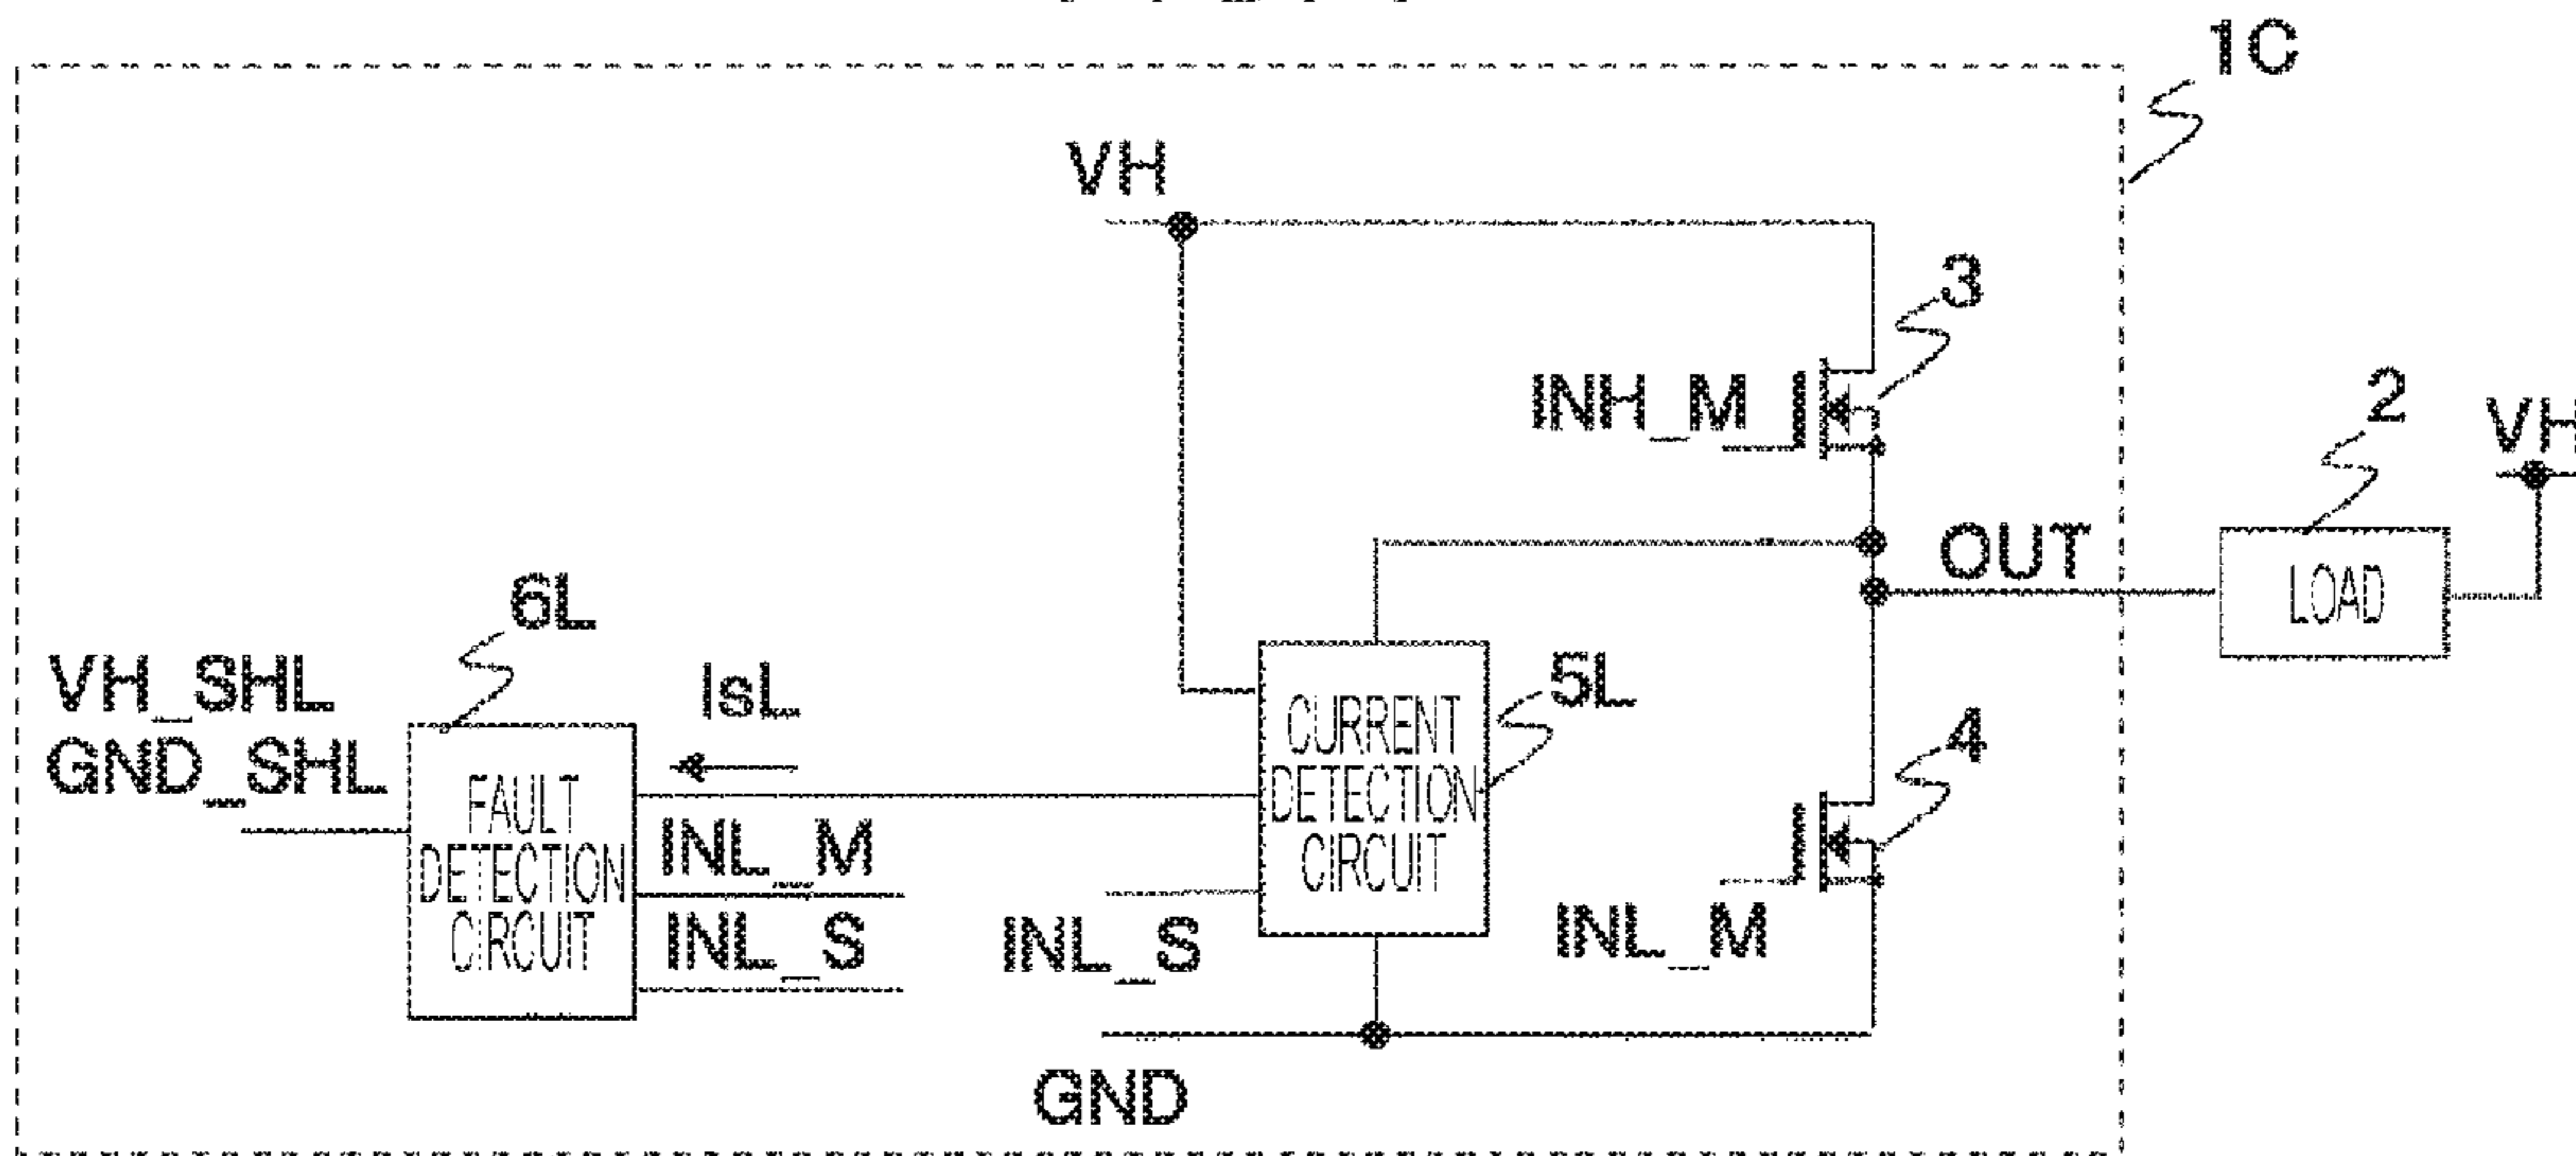 1C
VH
3
INH_M
2
VH
OUT
LOAD
6L
VH_SHL
GND_SHL
IsL
5L
CURRENT
DETECTION
CIRCUIT
4
FAULT
DETECTION
CIRCUIT
INL_M
INL_S
INL_S
INL_M
GND